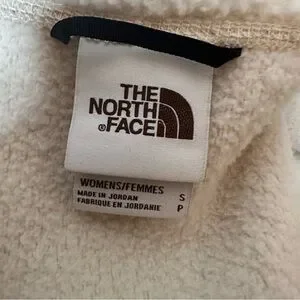 THE
NORTH
®FACE
WOMENS/FEMMES S
MADE IN JORDAN
FABRIQUE EN JORDANIE P